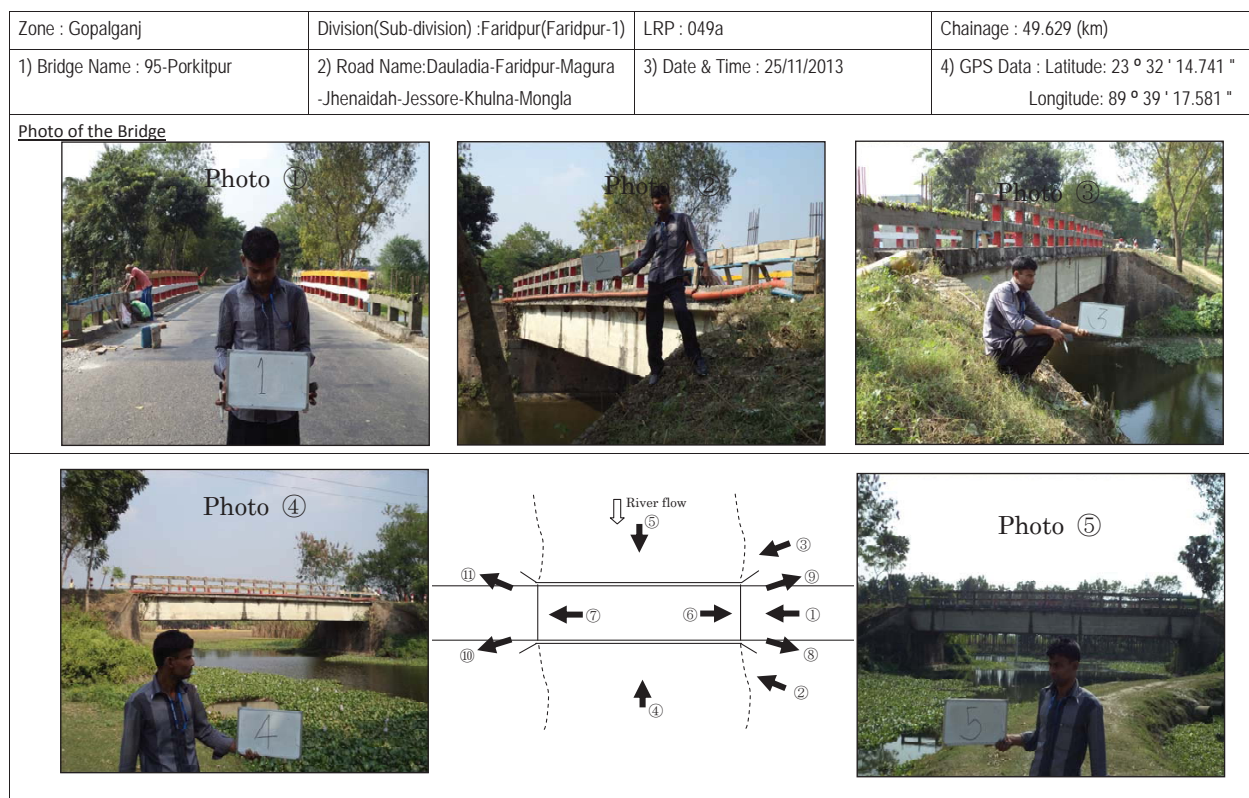 Zone : Gopalganj
Division(Sub-division) :Faridpur(Faridpur-1)
LRP : 049a
Chainage : 49.629 (km)
1) Bridge Name : 95-Porkitpur
2) Road Name:Dauladia-Faridpur-Magura
-Jhenaidah-Jessore-Khulna-Mongla
3) Date & Time : 25/11/2013
4) GPS Data : Latitude: 23 º 32 ' 14.741 "
Longitude: 89 º 39 ' 17.581 "
Photo of the Bridge
Photo ①
1
Photo ②
2
Photo ③
3
Photo ④
4
River flow
⑤
③
⑪
⑨
⑦
⑥
①
⑩
⑧
②
④
Photo ⑤
5